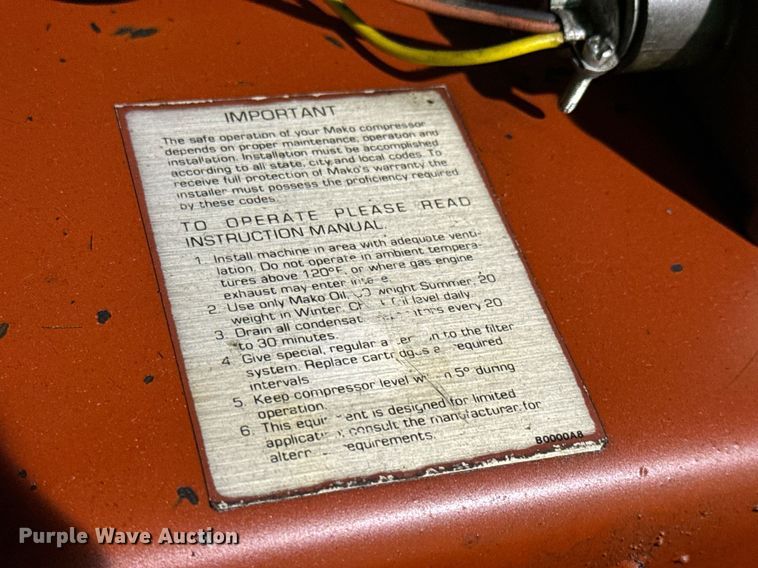 IMPORTANT
The safe operation of your Mako compressor
depends on proper maintenance, operation and
installation. Installation must be accomplished
according to all state, city, and local codes. To
receive full protection of Mako's warranty the
installer must possess the proficiency required
by these codes.
TO OPERATE PLEASE READ
INSTRUCTION MANUAL
1. Install machine in area with adequate venti-
lation. Do not operate in ambient tempera-
tures above 120°F. or where gas engine
exhaust may enter
2. Use only Mako Oil, weight Summer, 20
weight in Winter. level daily.
3. Drain all every 20
to 30 minutes.
4. Give special, regular to the filter
system. Replace cartridges required
intervals
5. Keep compressor level 5° during
operation.
6. This is designed for limited
consult the manufacturer for
requirements.
B0000A8
Purple Wave Auction